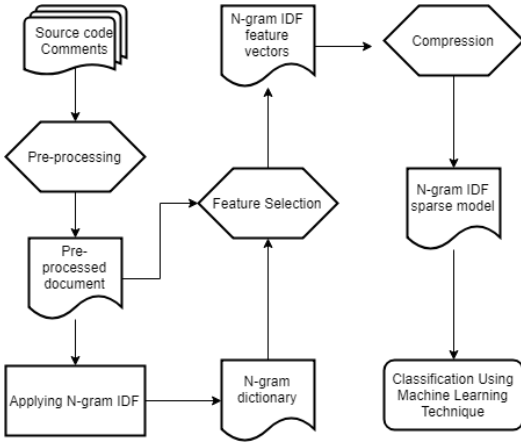 Source code
Comments
Pre-processing
Pre-
processed
document
Applying N-gram IDF
N-gram
dictionary
Feature Selection
N-gram IDF
feature
vectors
Compression
N-gram IDF
sparse model
Classification Using
Machine Learning
Technique